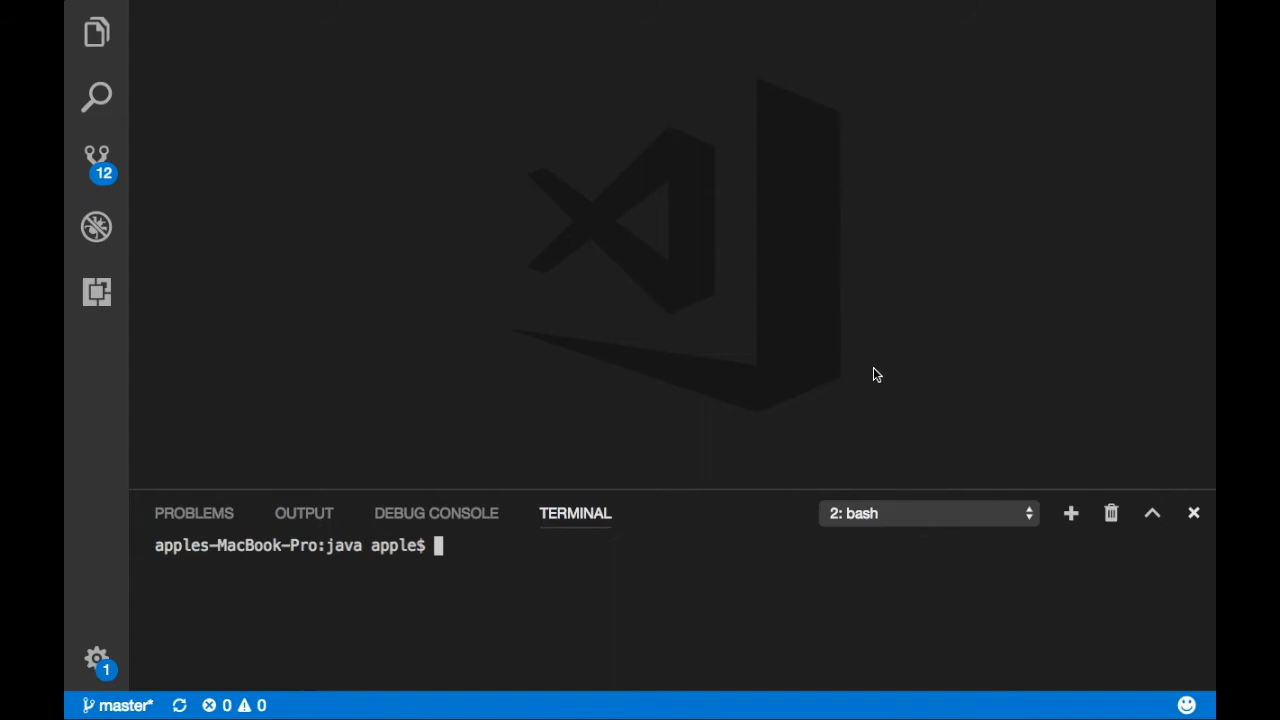 12
PROBLEMS OUTPUT DEBUG CONSOLE TERMINAL 2: bash
apples-MacBook-Pro:java apple$
1
master* 0 0